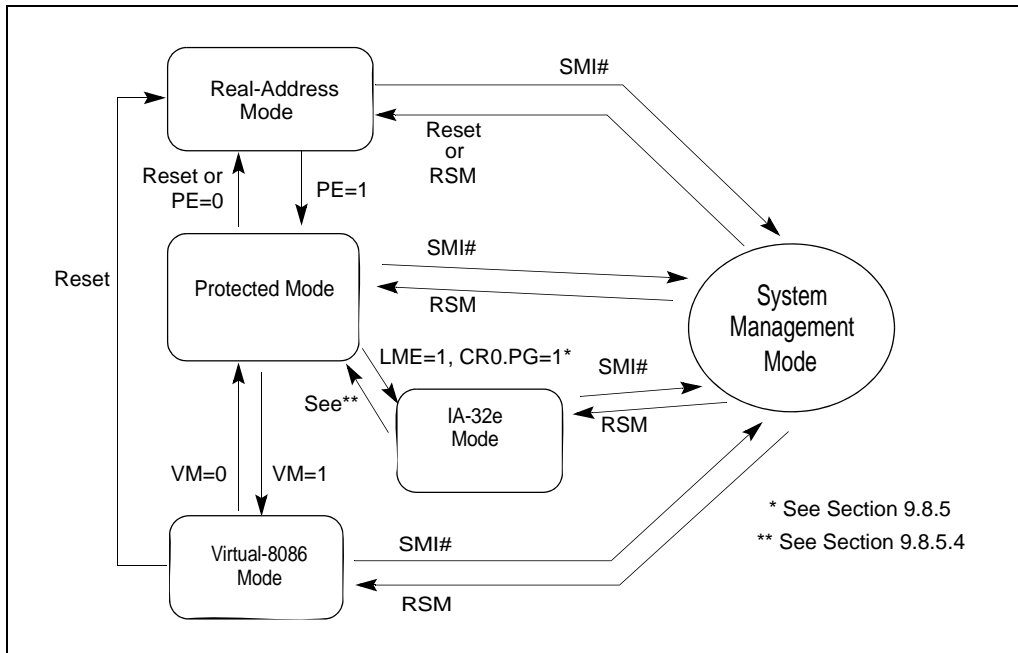 SMI#
Real-Address
Mode
Reset
or
RSM
Reset or
PE=0
PE=1
SMI#
Reset
Protected Mode
RSM
System
Management
Mode
LME=1, CR0.PG=1*
SMI#
See**
IA-32e
Mode
RSM
VM=0
VM=1
* See Section 9.8.5
** See Section 9.8.5.4
Virtual-8086
Mode
SMI#
RSM